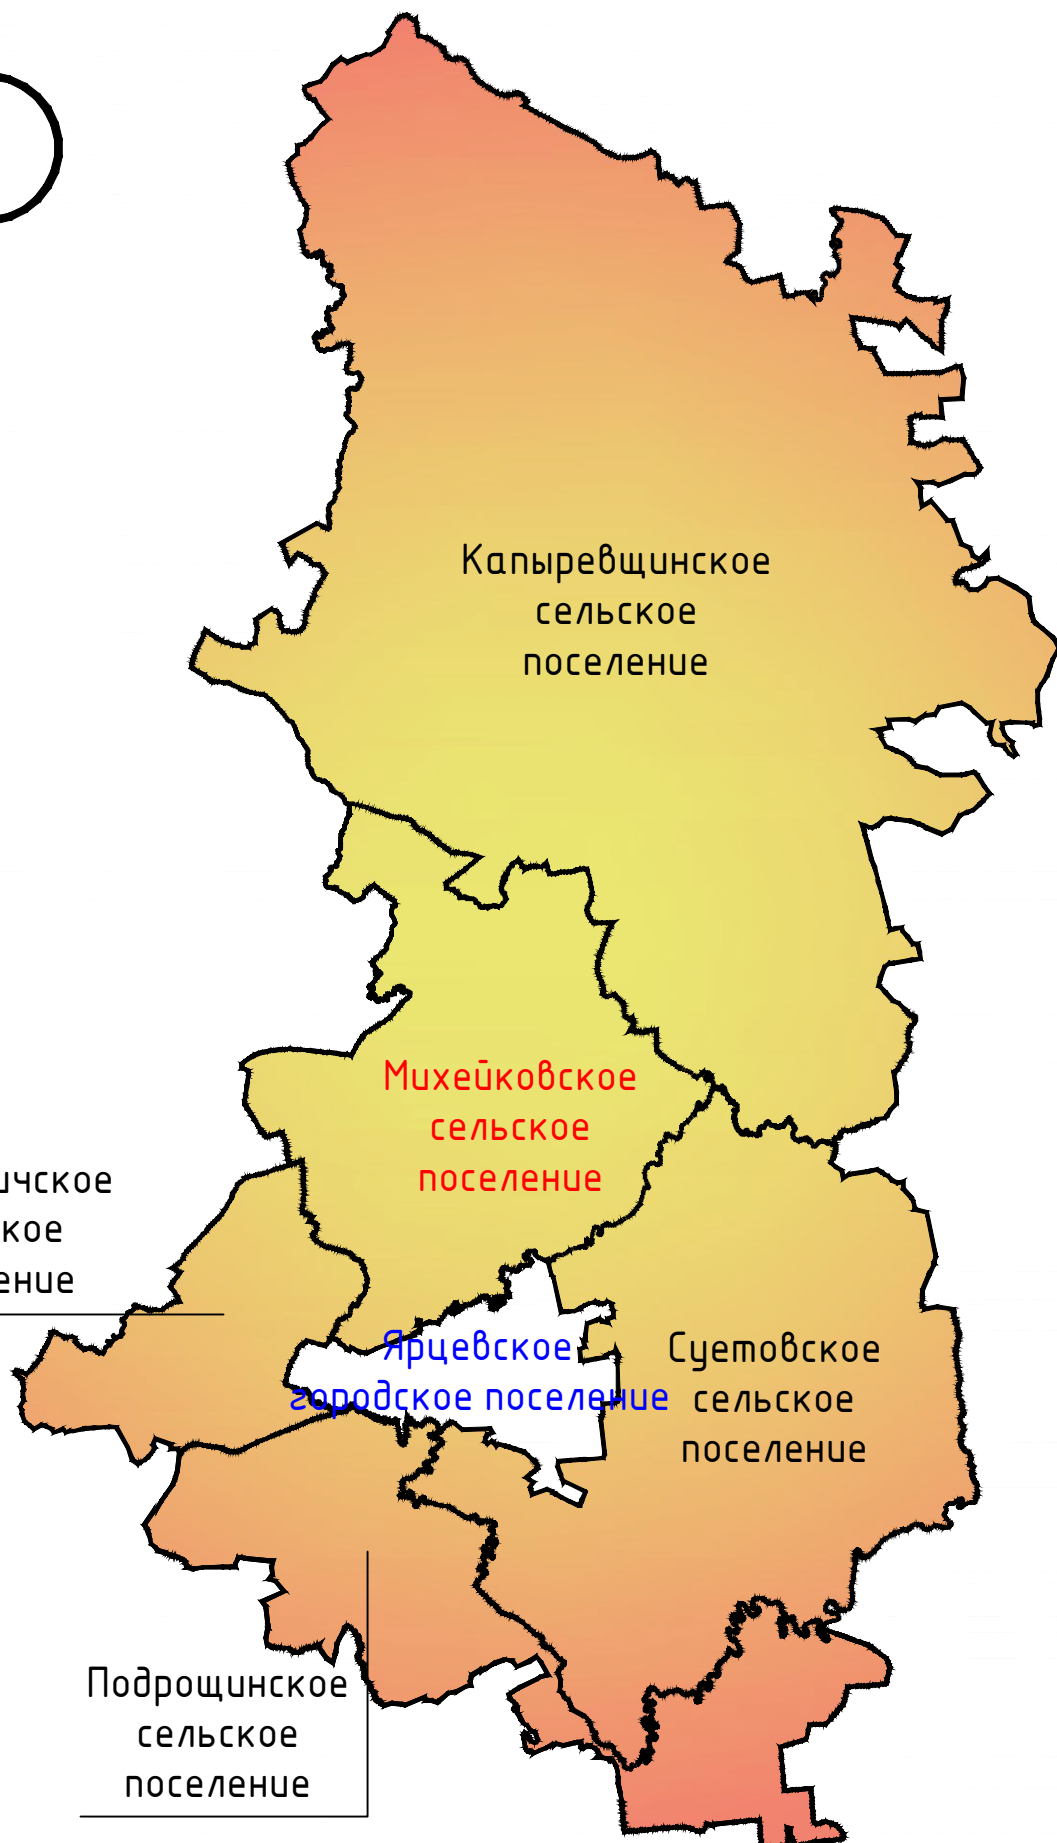 Капыревщинское
сельское
поселение
Михейковское
сельское
поселение
Ярцевское
городское поселение
Суетовское
сельское
поселение
Подрощинское
сельское
поселение